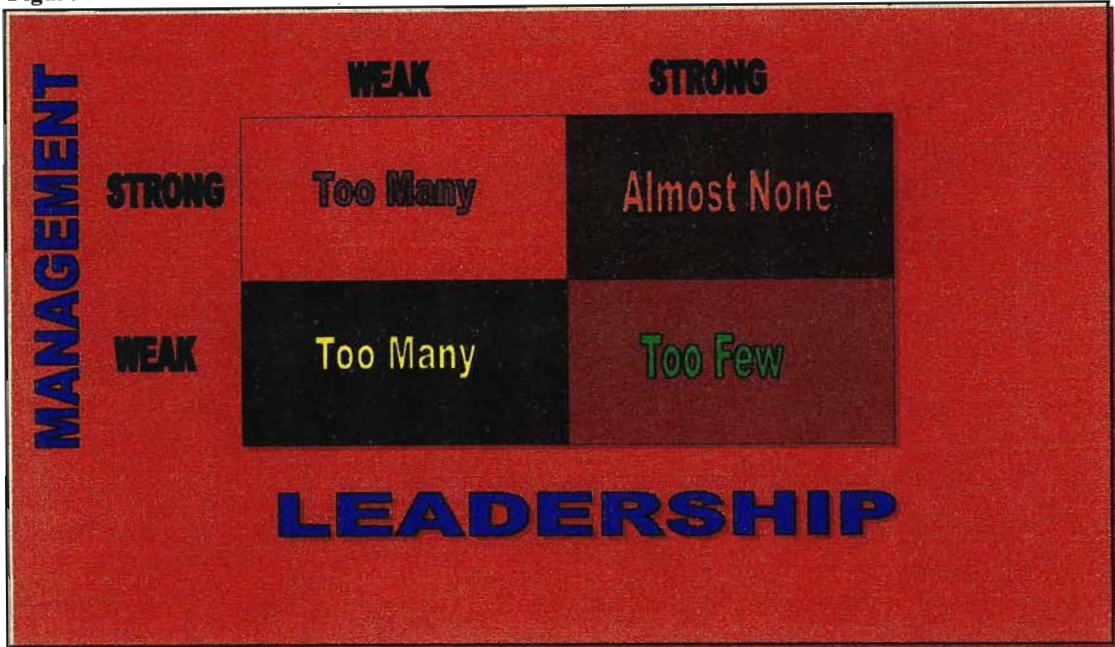 WEAK STRONG
MANAGEMENT
STRONG Too Many Almost None
WEAK Too Many Too Few
LEADERSHIP